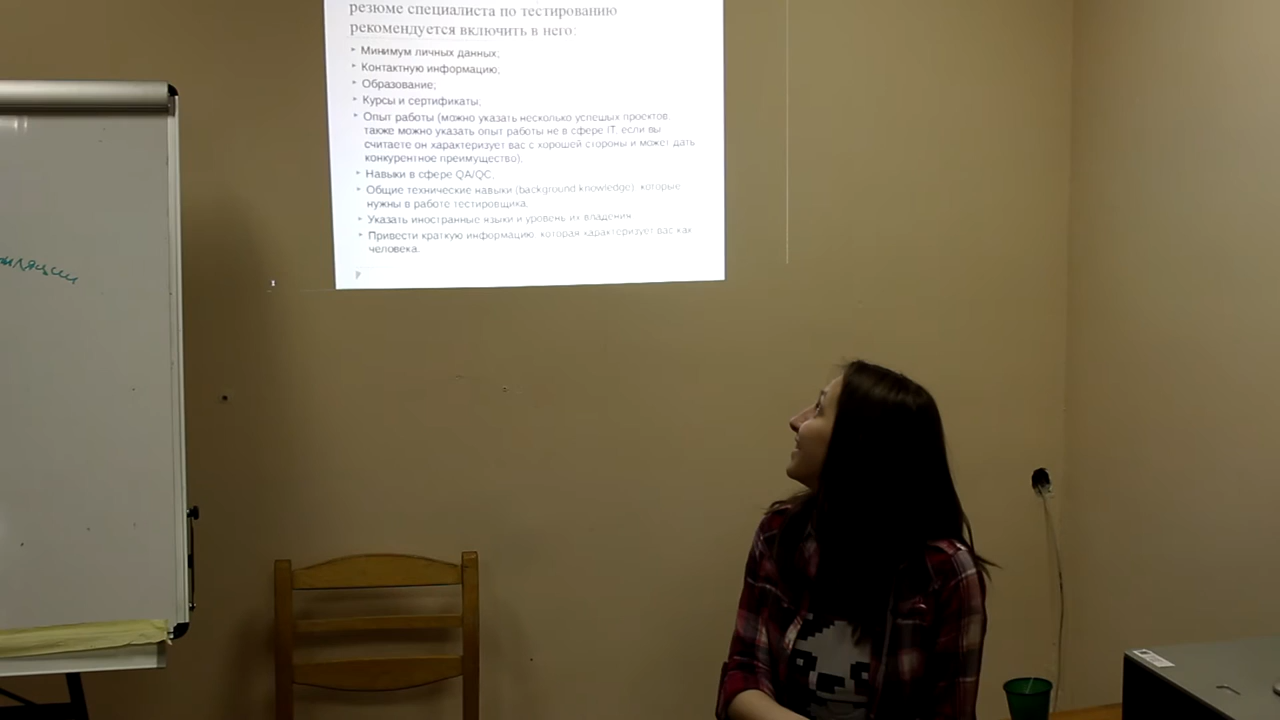 резюме специалиста по тестированию
рекомендуется включить в него:
Минимум личных данных;
Контактную информацию;
Образование;
Курсы и сертификаты;
Опыт работы (можно указать несколько успешых проектов,
также можно указать опыт работы не в сфере IT, если вы
считаете он характеризует вас с хорошей стороны и может дать
конкурентное преимущество);
Навыки в сфере QA/QC;
Общие технические навыки (background knowledge), которые
нужны в работе тестировщика;
Указать иностранные языки и уровень их владения
Привести краткую информацию, которая характеризует вас как
человека.